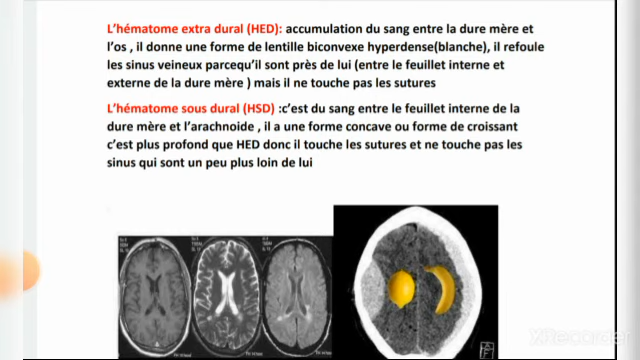 L'hématome extra dural (HED): accumulation du sang entre la dure mère et
l'os , il donne une forme de lentille biconvexe hyperdense(blanche), il refoule
les sinus veineux parcequ'il sont près de lui (entre le feuillet interne et
externe de la dure mère ) mais il ne touche pas les sutures
L'hématome sous dural (HSD) :c'est du sang entre le feuillet interne de la
dure mère et l'arachnoide , il a une forme concave ou forme de croissant
c'est plus profond que HED donc il touche les sutures et ne touche pas les
sinus qui sont un peu plus loin de lui
XRecorder